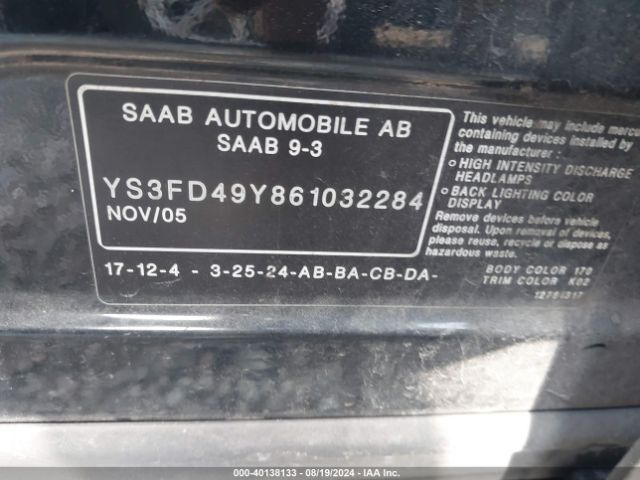 SAAB AUTOMOBILE AB
SAAB 9-3
YS3FD49Y861032284
NOV/05
17-12-4 - 3-25-24-AB-BA-CB-DA-
This vehicle may include mercury
containing devices installed by
the manufacturer:
o HIGH INTENSITY DISCHARGE
HEADLAMPS
o BACK LIGHTING COLOR
DISPLAY
Remove devices before vehicle
disposal. Upon removal of devices,
please reuse, recycle or dispose as
hazardous waste.
BODY COLOR 170
TRIM COLOR K02
000-40138133 - 08/19/2024 - IAA Inc.